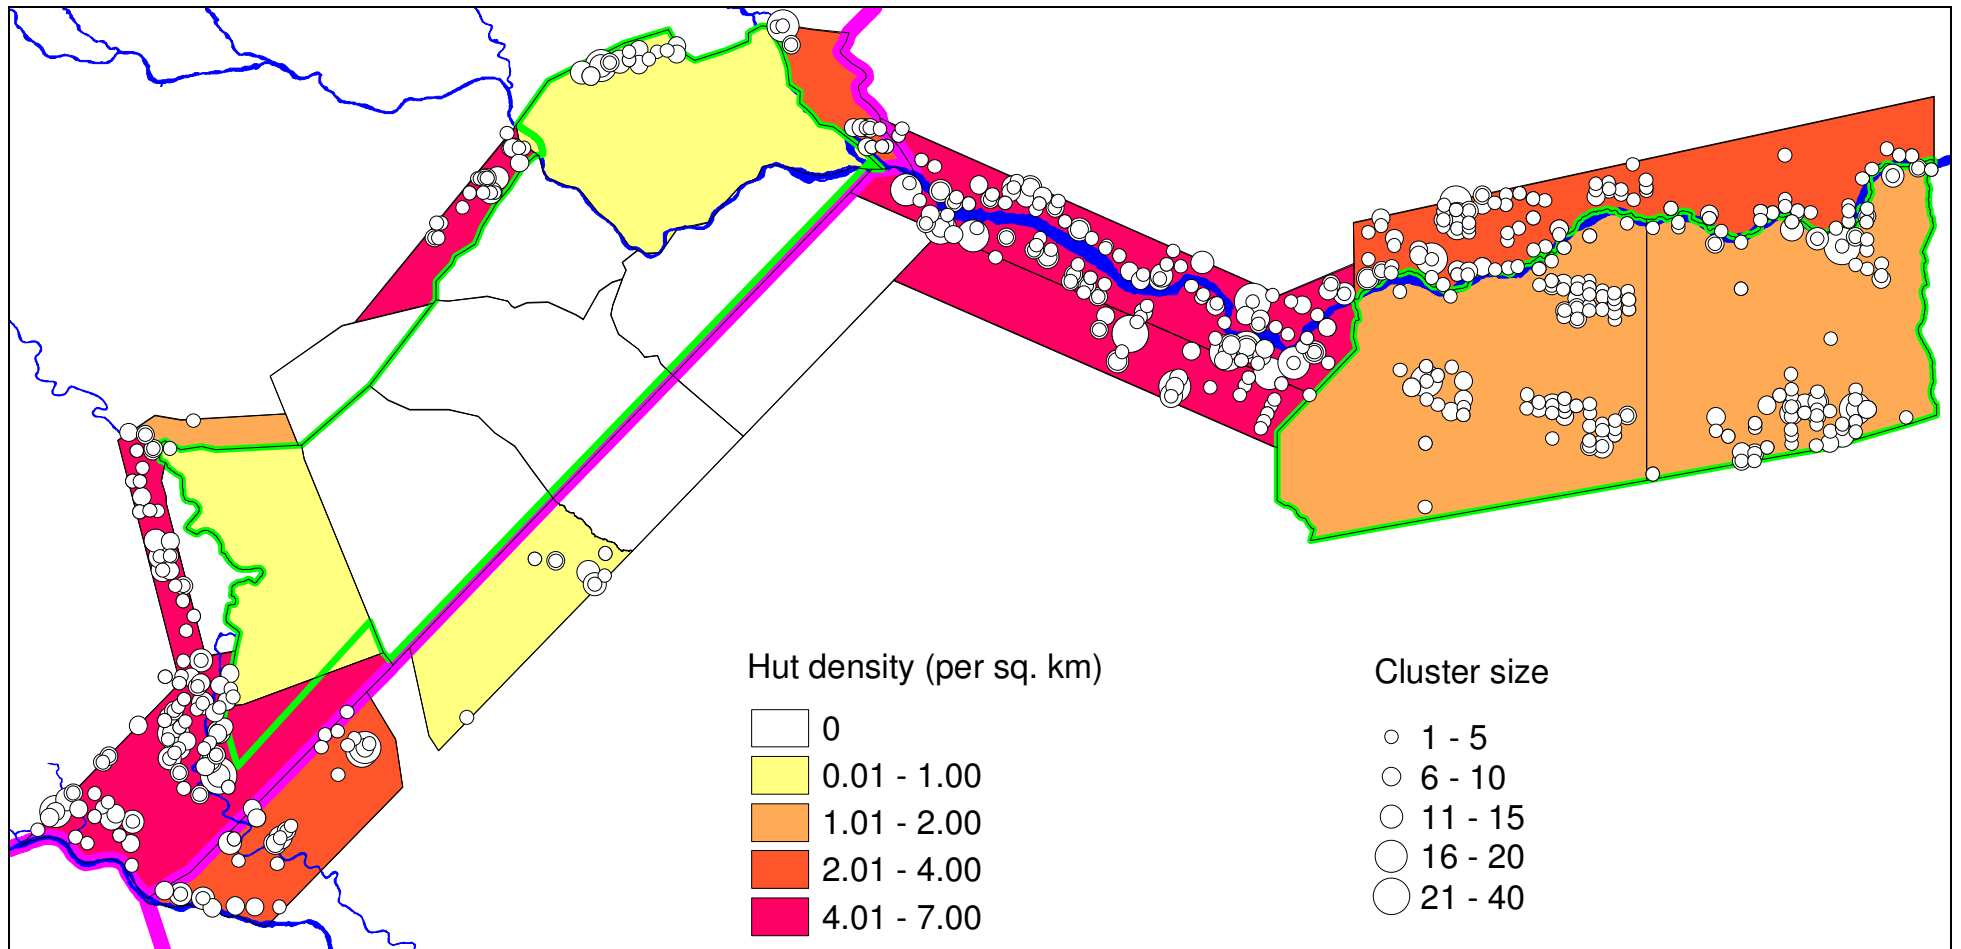 Hut density (per sq. km)
0
0.01 - 1.00
1.01 - 2.00
2.01 - 4.00
4.01 - 7.00
Cluster size
1 - 5
6 - 10
11 - 15
16 - 20
21 - 40